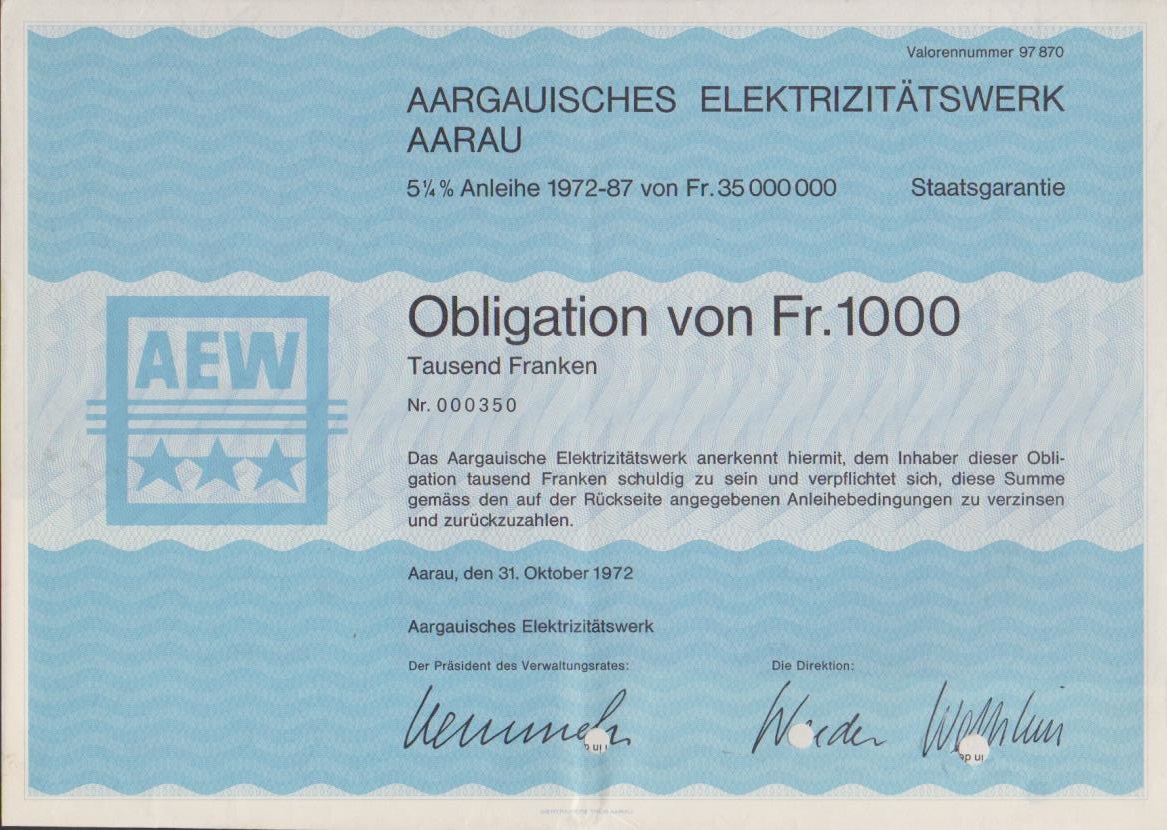 Valorennummer 97 870
AARGAUISCHES ELEKTRIZITÄTSWERK
AARAU
5¼% Anleihe 1972-87 von Fr. 35 000 000 Staatsgarantie
Obligation von Fr. 1000
Tausend Franken
Nr. 000350
AEW
Das Aargauische Elektrizitätswerk anerkennt hiermit, dem Inhaber dieser Obli-
gation tausend Franken schuldig zu sein und verpflichtet sich, diese Summe
gemäss den auf der Rückseite angegebenen Anleihebedingungen zu verzinsen
und zurückzuzahlen.
Aarau, den 31. Oktober 1972
Aargauisches Elektrizitätswerk
Der Präsident des Verwaltungsrates: Die Direktion: